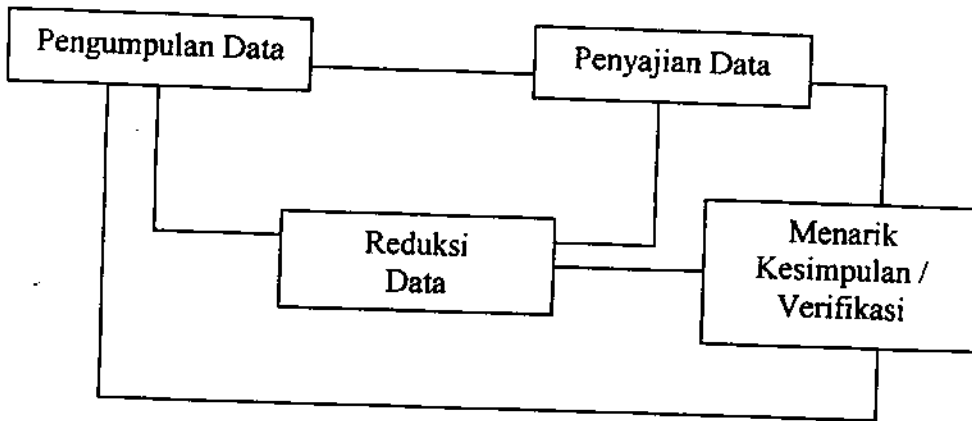 Pengumpulan Data
Penyajian Data
Reduksi
Data
Menarik
Kesimpulan /
Verifikasi